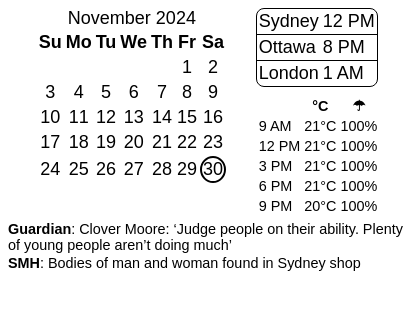 November 2024
Su Mo Tu We Th Fr Sa
1 2
3 4 5 6 7 8 9
10 11 12 13 14 15 16
17 18 19 20 21 22 23
24 25 26 27 28 29 30
Sydney 12 PM
Ottawa 8 PM
London 1 AM
°C ☂
9 AM 21°C 100%
12 PM 21°C 100%
3 PM 21°C 100%
6 PM 21°C 100%
9 PM 20°C 100%
Guardian: Clover Moore: ‘Judge people on their ability. Plenty
of young people aren’t doing much’
SMH: Bodies of man and woman found in Sydney shop